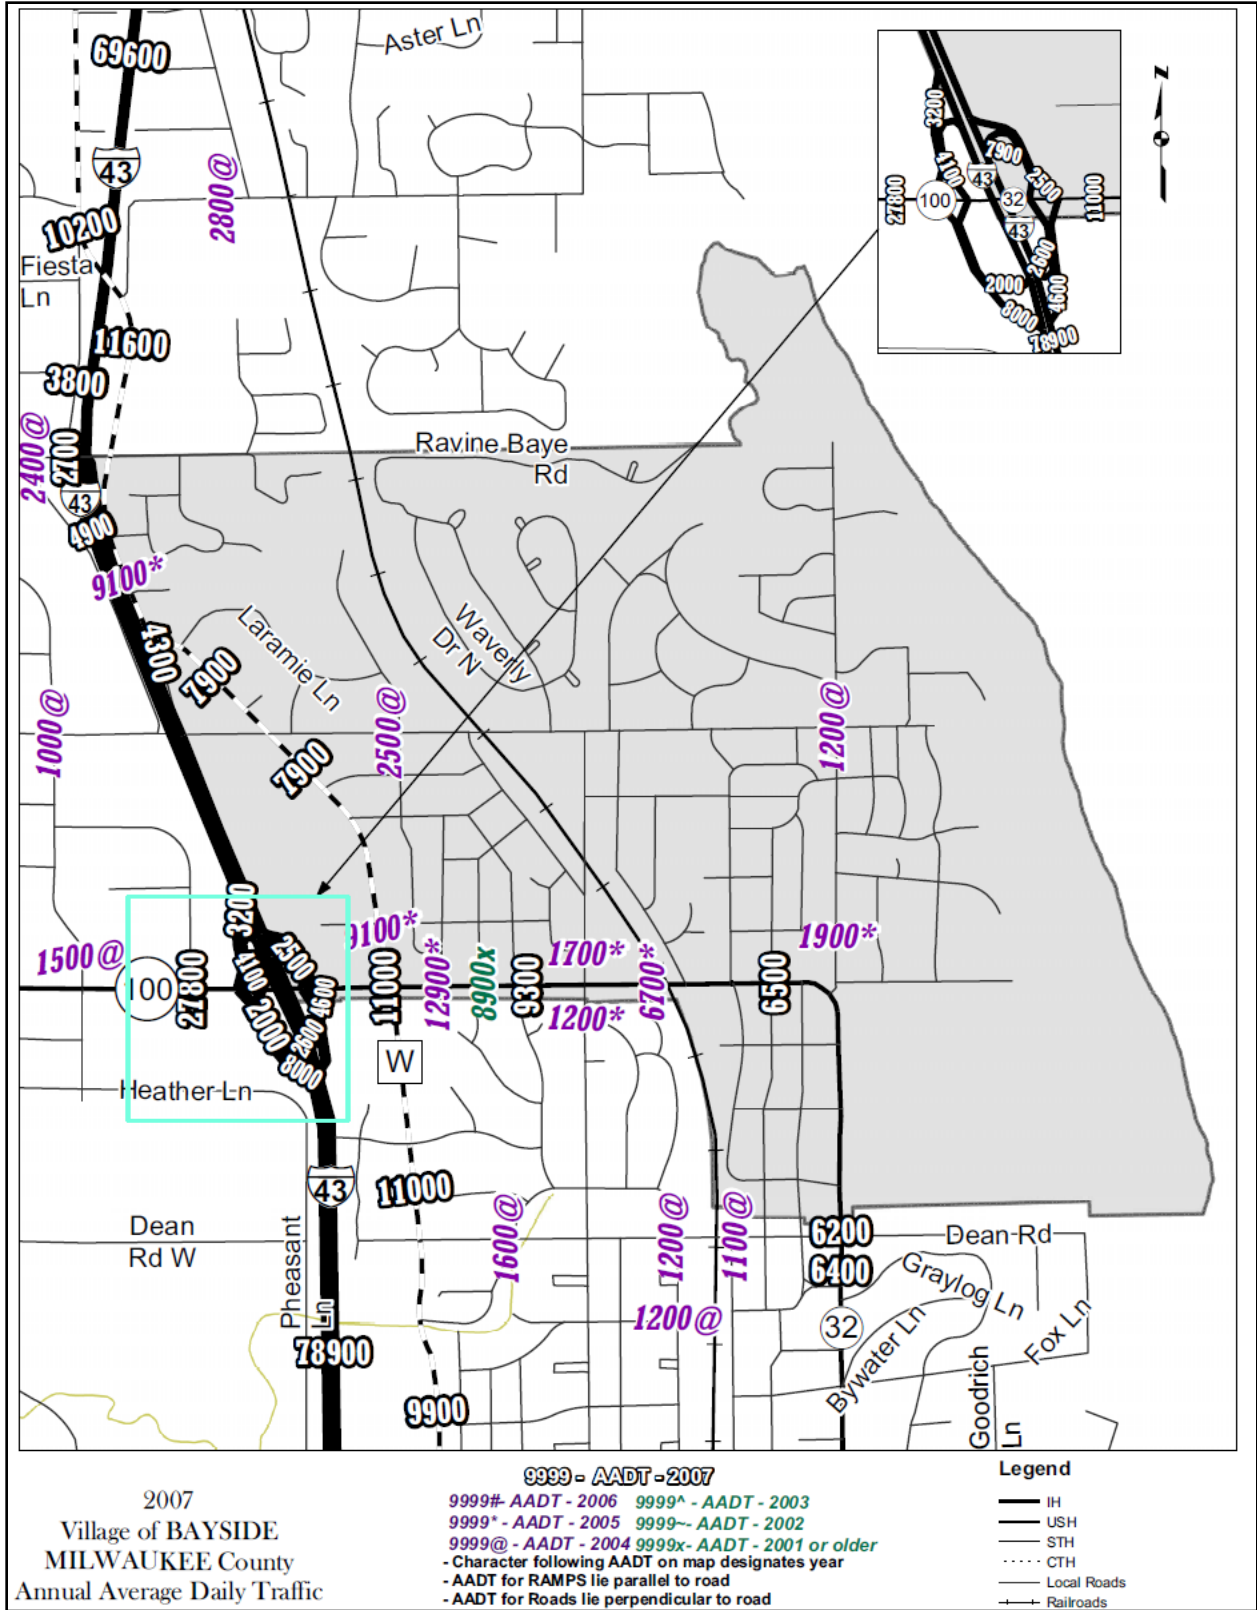 Aster Ln
69600
43
2800@
10200
Fiesta
Ln
11600
3800
2400@
2700
43
4900
9100*
Ravine Baye
Rd
3200
4100
7900
43
2500
27800
100
32
11000
43
2600
2000
4600
8000
78900
N
4300
7900
Laramie Ln
Waverly
Dr N
1000@
7900
2500@
1200@
3200
1500@
100
27800
4100
2500
4600
2000
2600
8000
9100*
11000
12900*
8900x
9300
1700*
1200*
6700*
6500
1900*
W
Heather Ln
43
11000
Dean
Rd W
Pheasant
Ln
1600@
1200@
1100@
6200
Dean Rd
6400
Graylog Ln
1200@
32
Bywater Ln
Fox Ln
Goodrich
Ln
78900
9900
2007
Village of BAYSIDE
MILWAUKEE County
Annual Average Daily Traffic
9999 - AADT - 2007
9999#- AADT - 2006 9999^ - AADT - 2003
9999* - AADT - 2005 9999~- AADT - 2002
9999@ - AADT - 2004 9999x- AADT - 2001 or older
- Character following AADT on map designates year
- AADT for RAMPS lie parallel to road
- AADT for Roads lie perpendicular to road
Legend
IH
USH
STH
CTH
Local Roads
Railroads